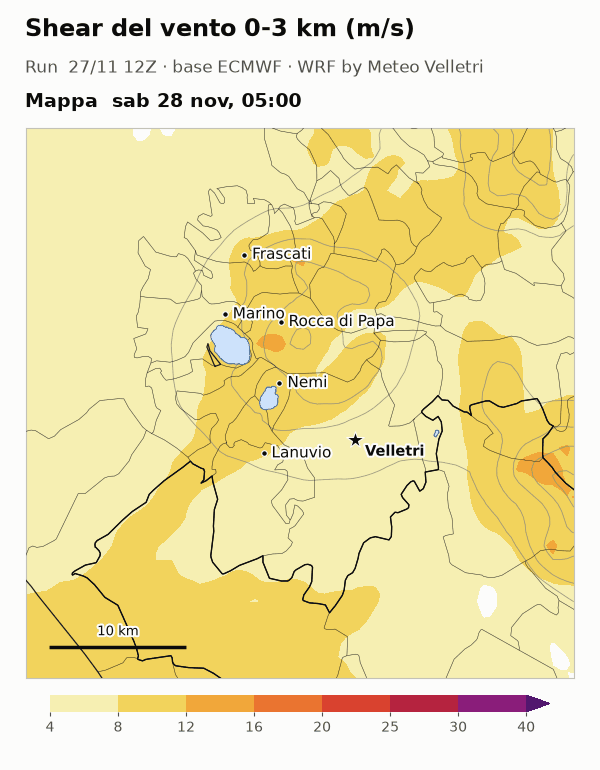 Shear del vento 0-3 km (m/s)
Run 27/11 12Z · base ECMWF · WRF by Meteo Velletri
Mappa sab 28 nov, 05:00
Frascati
Marino
Rocca di Papa
Nemi
Velletri
Lanuvio
10 km
4 8 12 16 20 25 30 40